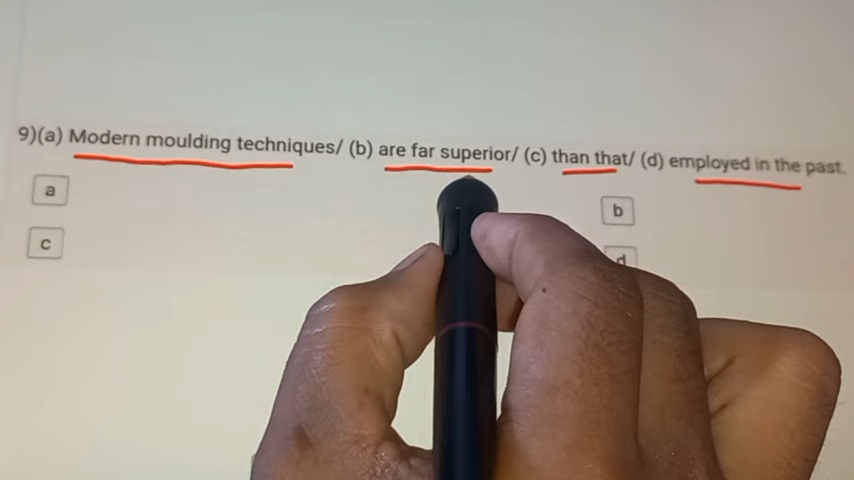 9)(a) Modern moulding techniques/ (b) are far superior/ (c) than that/ (d) employed in the past.
a
b
c
d